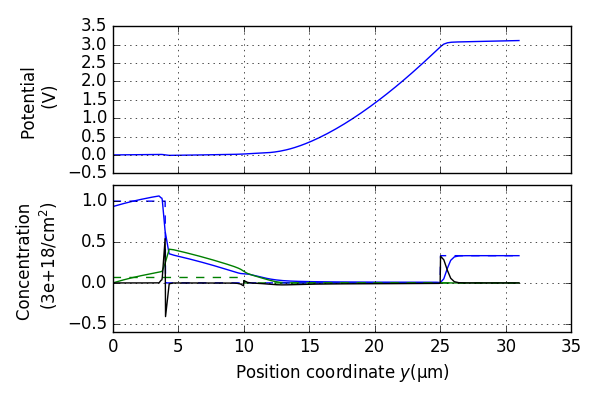 3.5
3.0
2.5
2.0
1.5
1.0
0.5
0.0
−0.5
Potential
(V)
1.0
0.5
0.0
−0.5
Concentration
(3e+18/cm²)
0 5 10 15 20 25 30 35
Position coordinate y(µm)